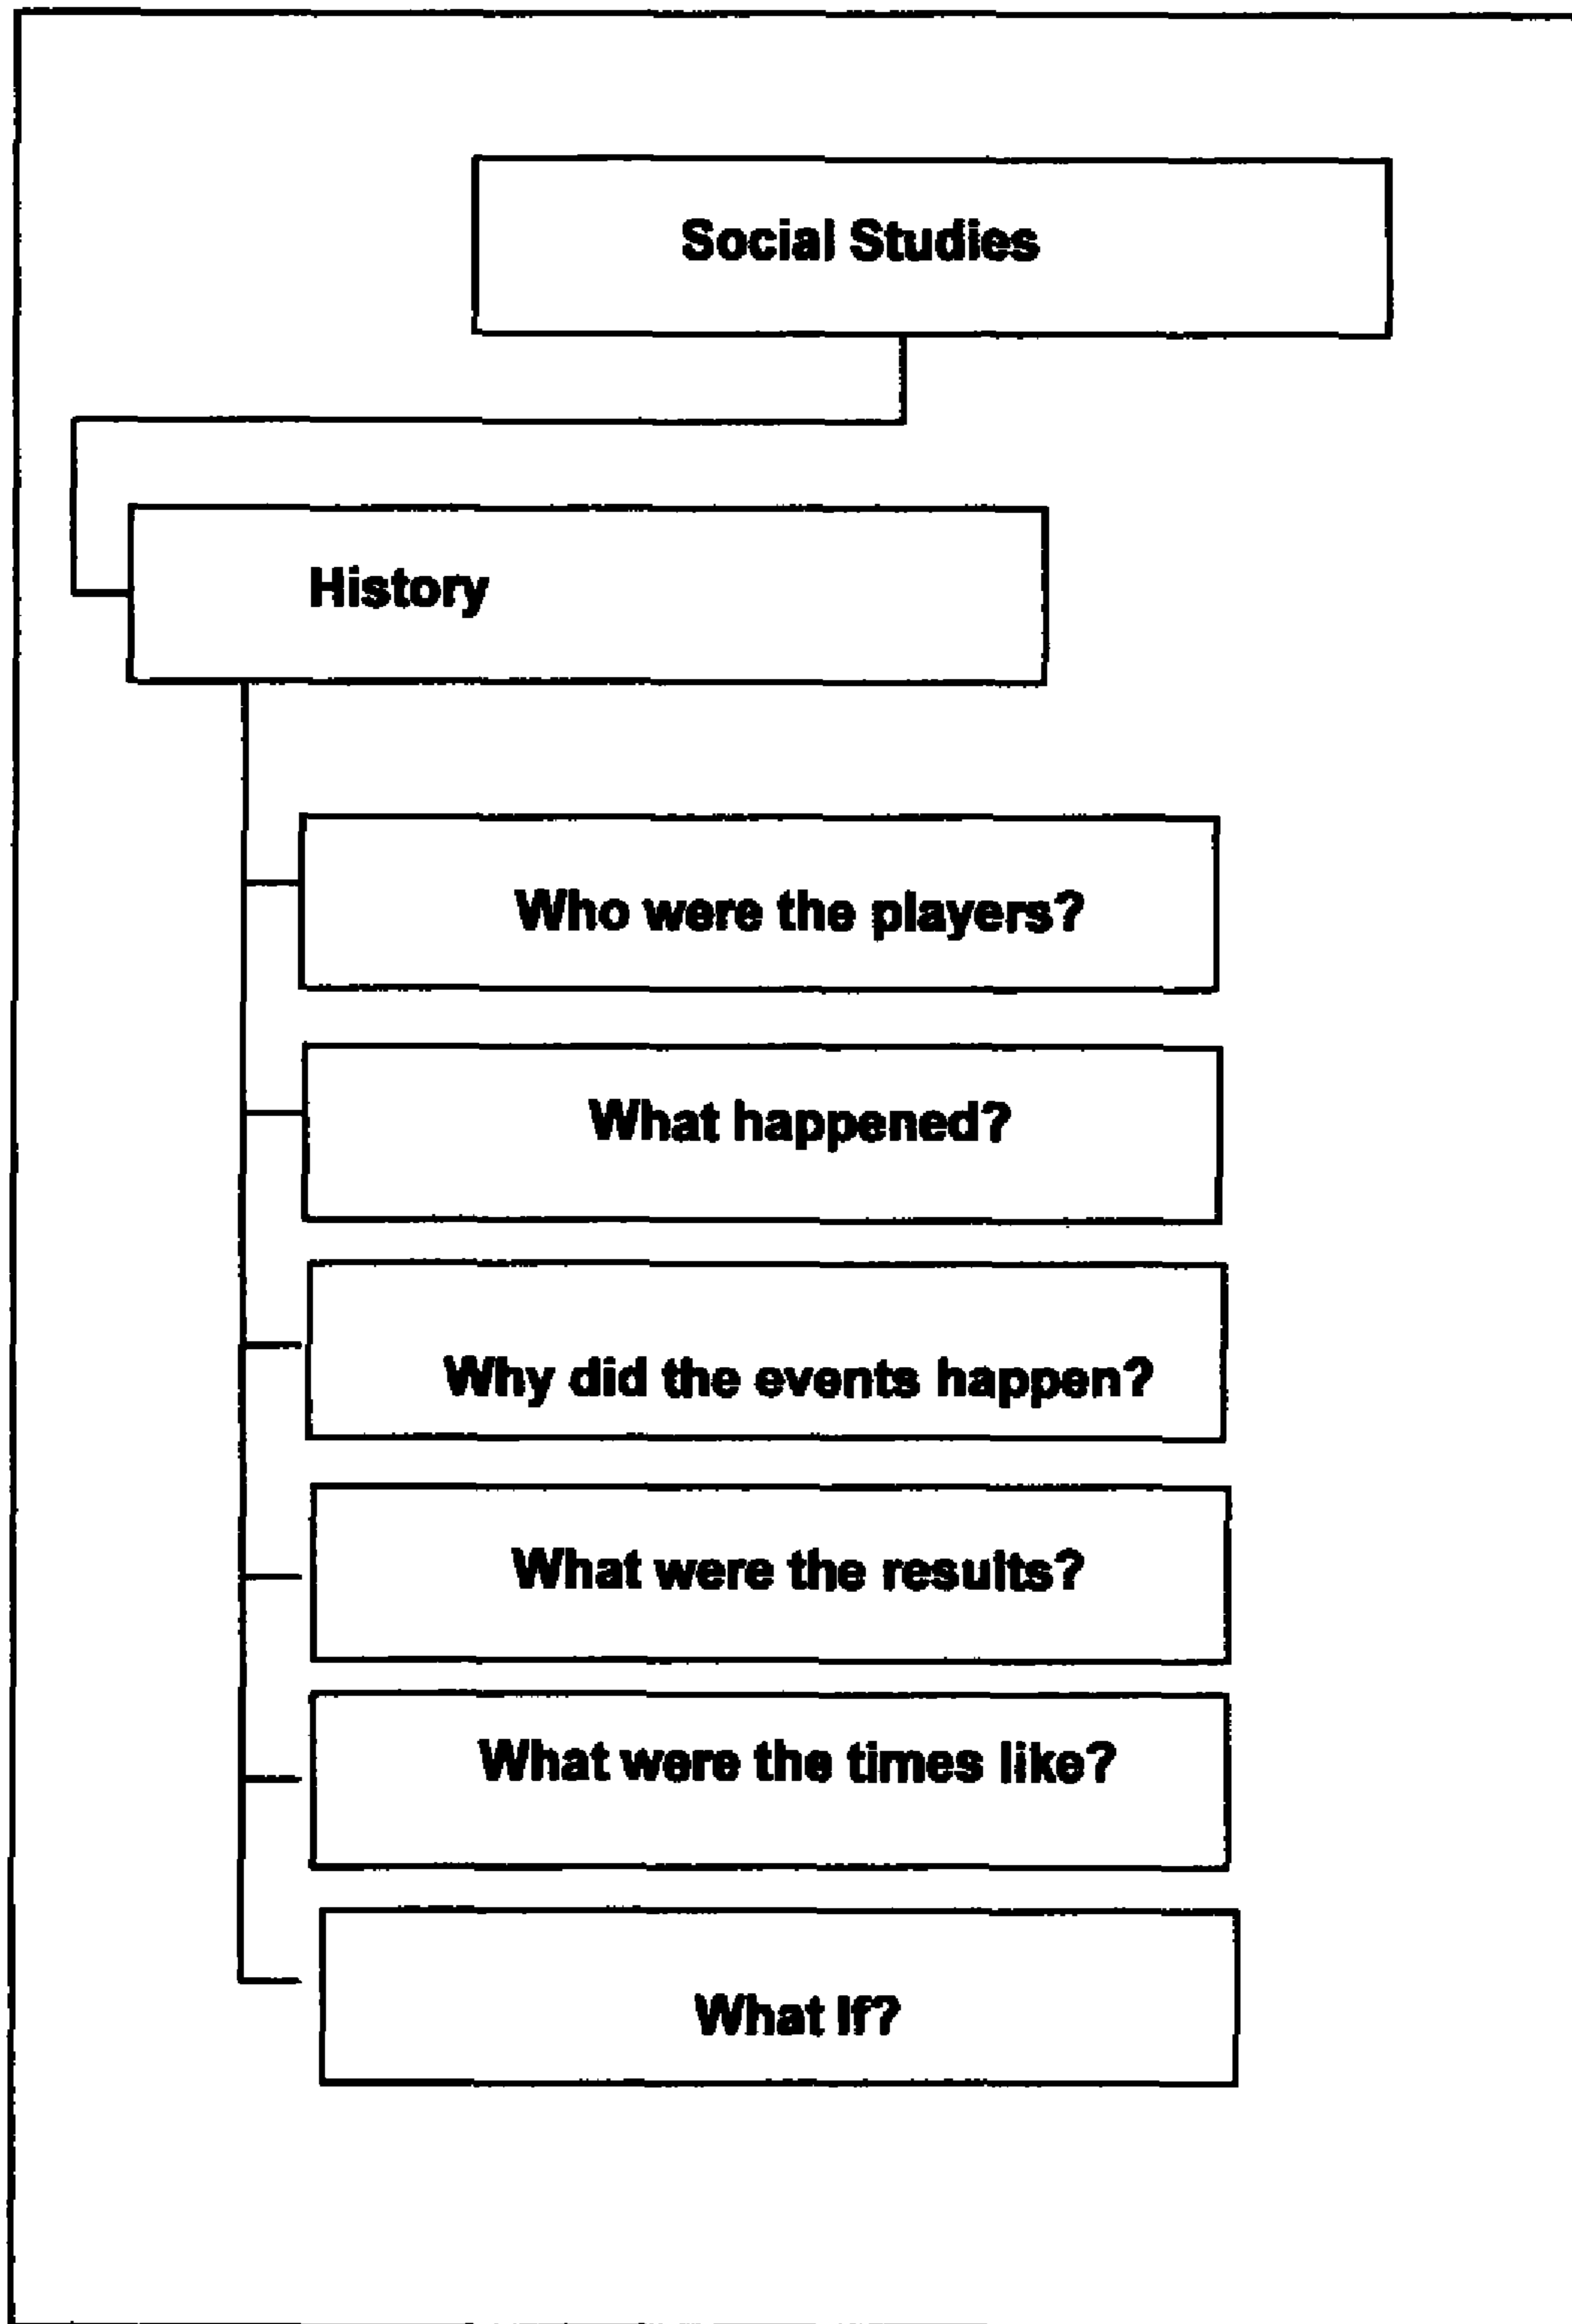 Social Studies
History
Who were the players?
What happened?
Why did the events happen?
What were the results?
What were the times like?
What If?